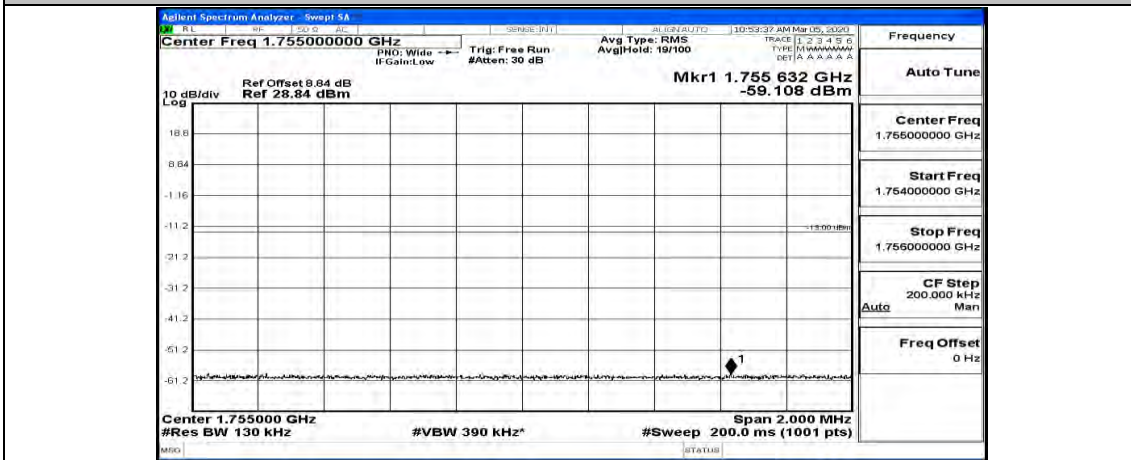 Agilent Spectrum Analyzer - Swept SA
RL RF 50 Ω AC SENSE:INT ALIGN AUTO 10:53:37 AM Mar 05, 2020
Center Freq 1.755000000 GHz
PNO: Wide
IFGain:Low
Trig: Free Run
#Atten: 30 dB
Avg Type: RMS
Avg|Hold: 19/100
TRACE 1 2 3 4 5 6
TYPE MWWWWW
DET A A A A A A
Ref Offset 8.84 dB
10 dB/div Ref 28.84 dBm
Log
Mkr1 1.755 632 GHz
-59.108 dBm
18.8
8.84
-1.16
-11.2
-13.00 dBm
-21.2
-31.2
-41.2
-51.2
-61.2
1
Center 1.755000 GHz Span 2.000 MHz
#Res BW 130 kHz #VBW 390 kHz* #Sweep 200.0 ms (1001 pts)
MSG STATUS
Frequency
Auto Tune
Center Freq
1.755000000 GHz
Start Freq
1.754000000 GHz
Stop Freq
1.756000000 GHz
CF Step
200.000 kHz
Auto Man
Freq Offset
0 Hz